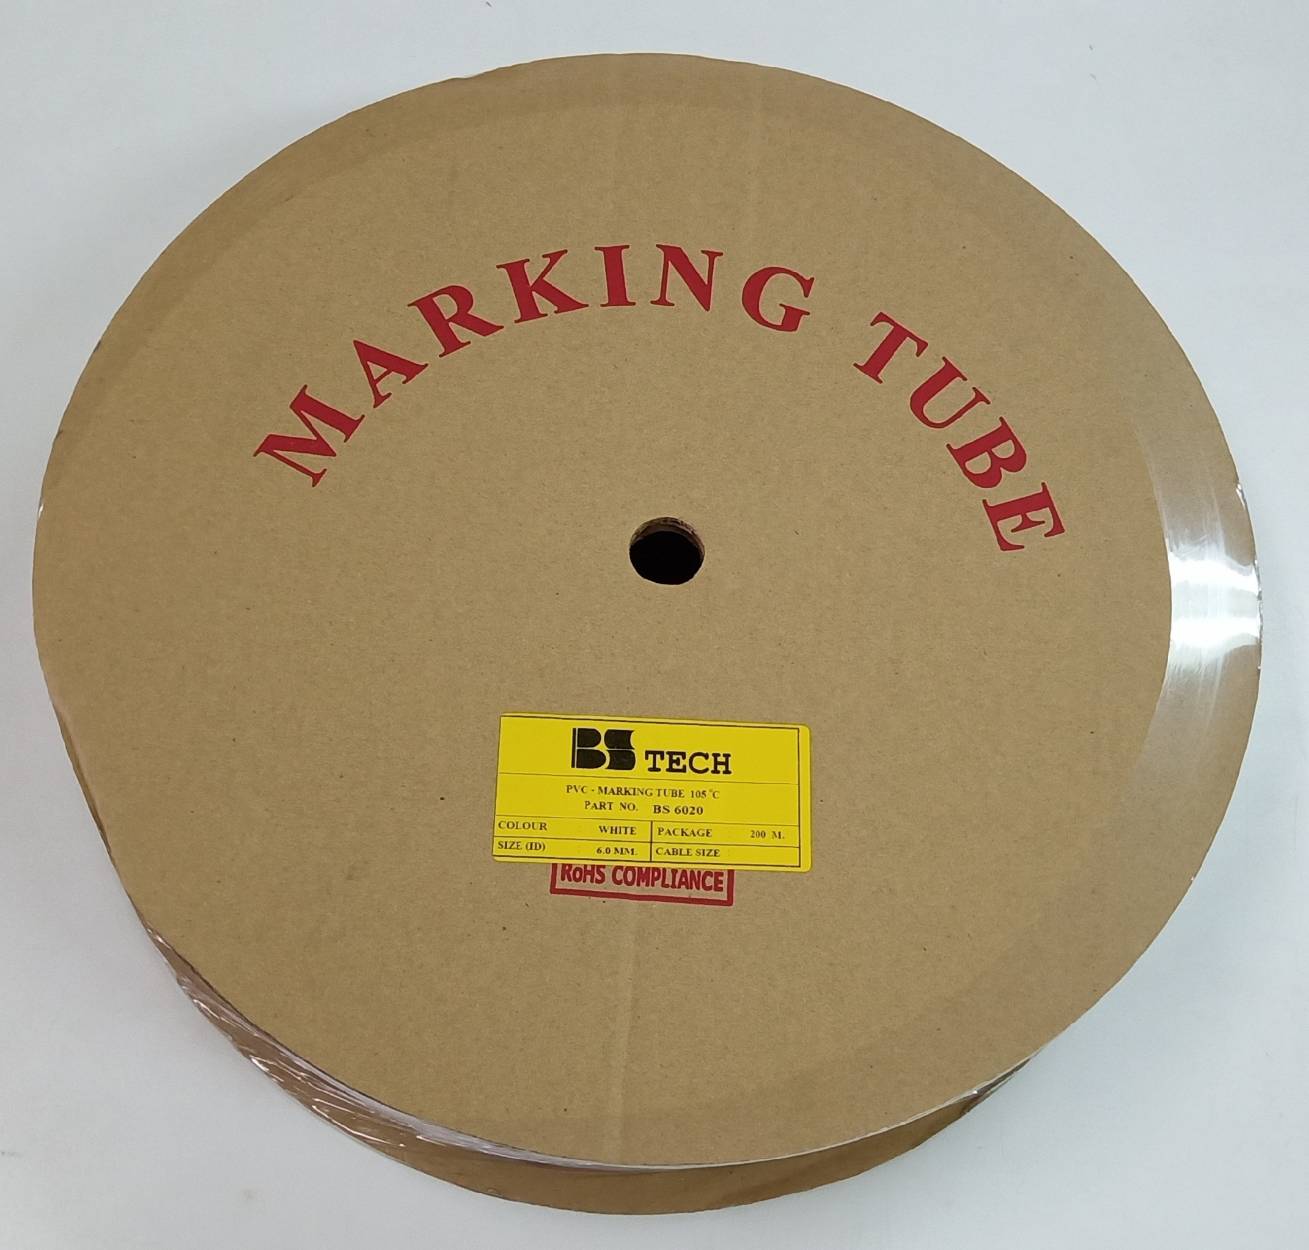 MARKING TUBE
BS TECH
PVC - MARKING TUBE 105°C
PART NO. BS 6020
COLOUR WHITE PACKAGE 200 M.
SIZE (ID) 6.0 MM. CABLE SIZE
RoHS COMPLIANCE